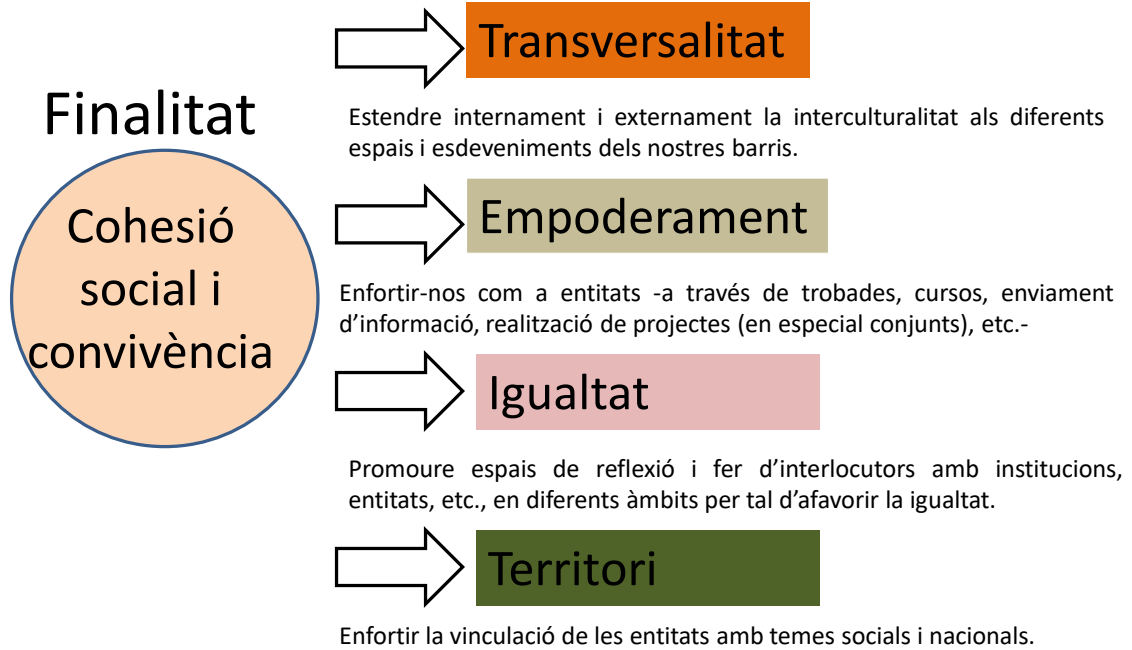 Finalitat
Cohesió
social i
convivència
Transversalitat
Estendre internament i externament la interculturalitat als diferents
espais i esdeveniments dels nostres barris.
Empoderament
Enfortir-nos com a entitats -a través de trobades, cursos, enviament
d’informació, realització de projectes (en especial conjunts), etc.-
Igualtat
Promoure espais de reflexió i fer d’interlocutors amb institucions,
entitats, etc., en diferents àmbits per tal d’afavorir la igualtat.
Territori
Enfortir la vinculació de les entitats amb temes socials i nacionals.